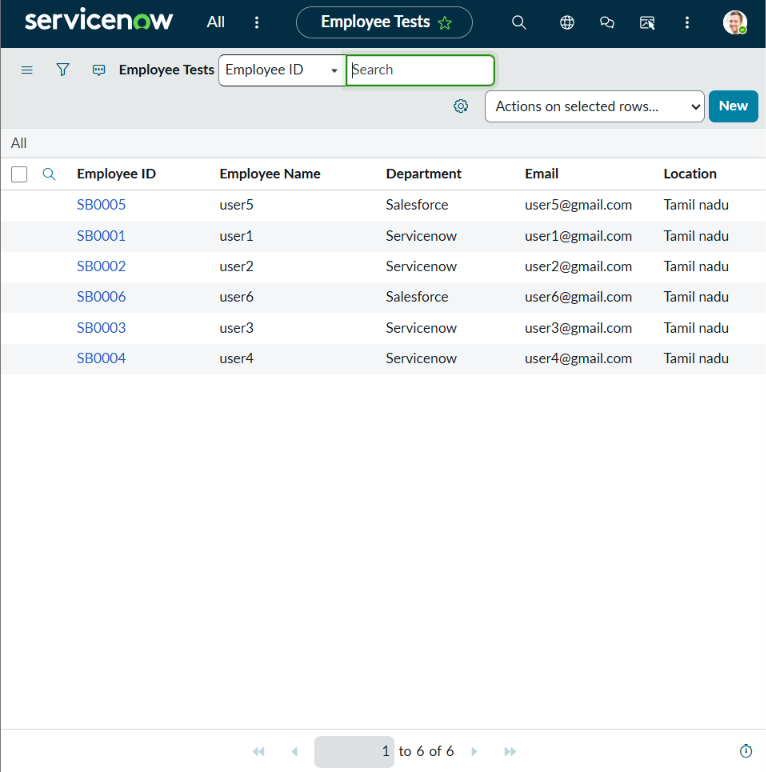 servicenow All Employee Tests
Employee Tests Employee ID Search
Actions on selected rows... New
All
Employee ID Employee Name Department Email Location
SB0005 user5 Salesforce user5@gmail.com Tamil nadu
SB0001 user1 Servicenow user1@gmail.com Tamil nadu
SB0002 user2 Servicenow user2@gmail.com Tamil nadu
SB0006 user6 Salesforce user6@gmail.com Tamil nadu
SB0003 user3 Servicenow user3@gmail.com Tamil nadu
SB0004 user4 Servicenow user4@gmail.com Tamil nadu
1 to 6 of 6